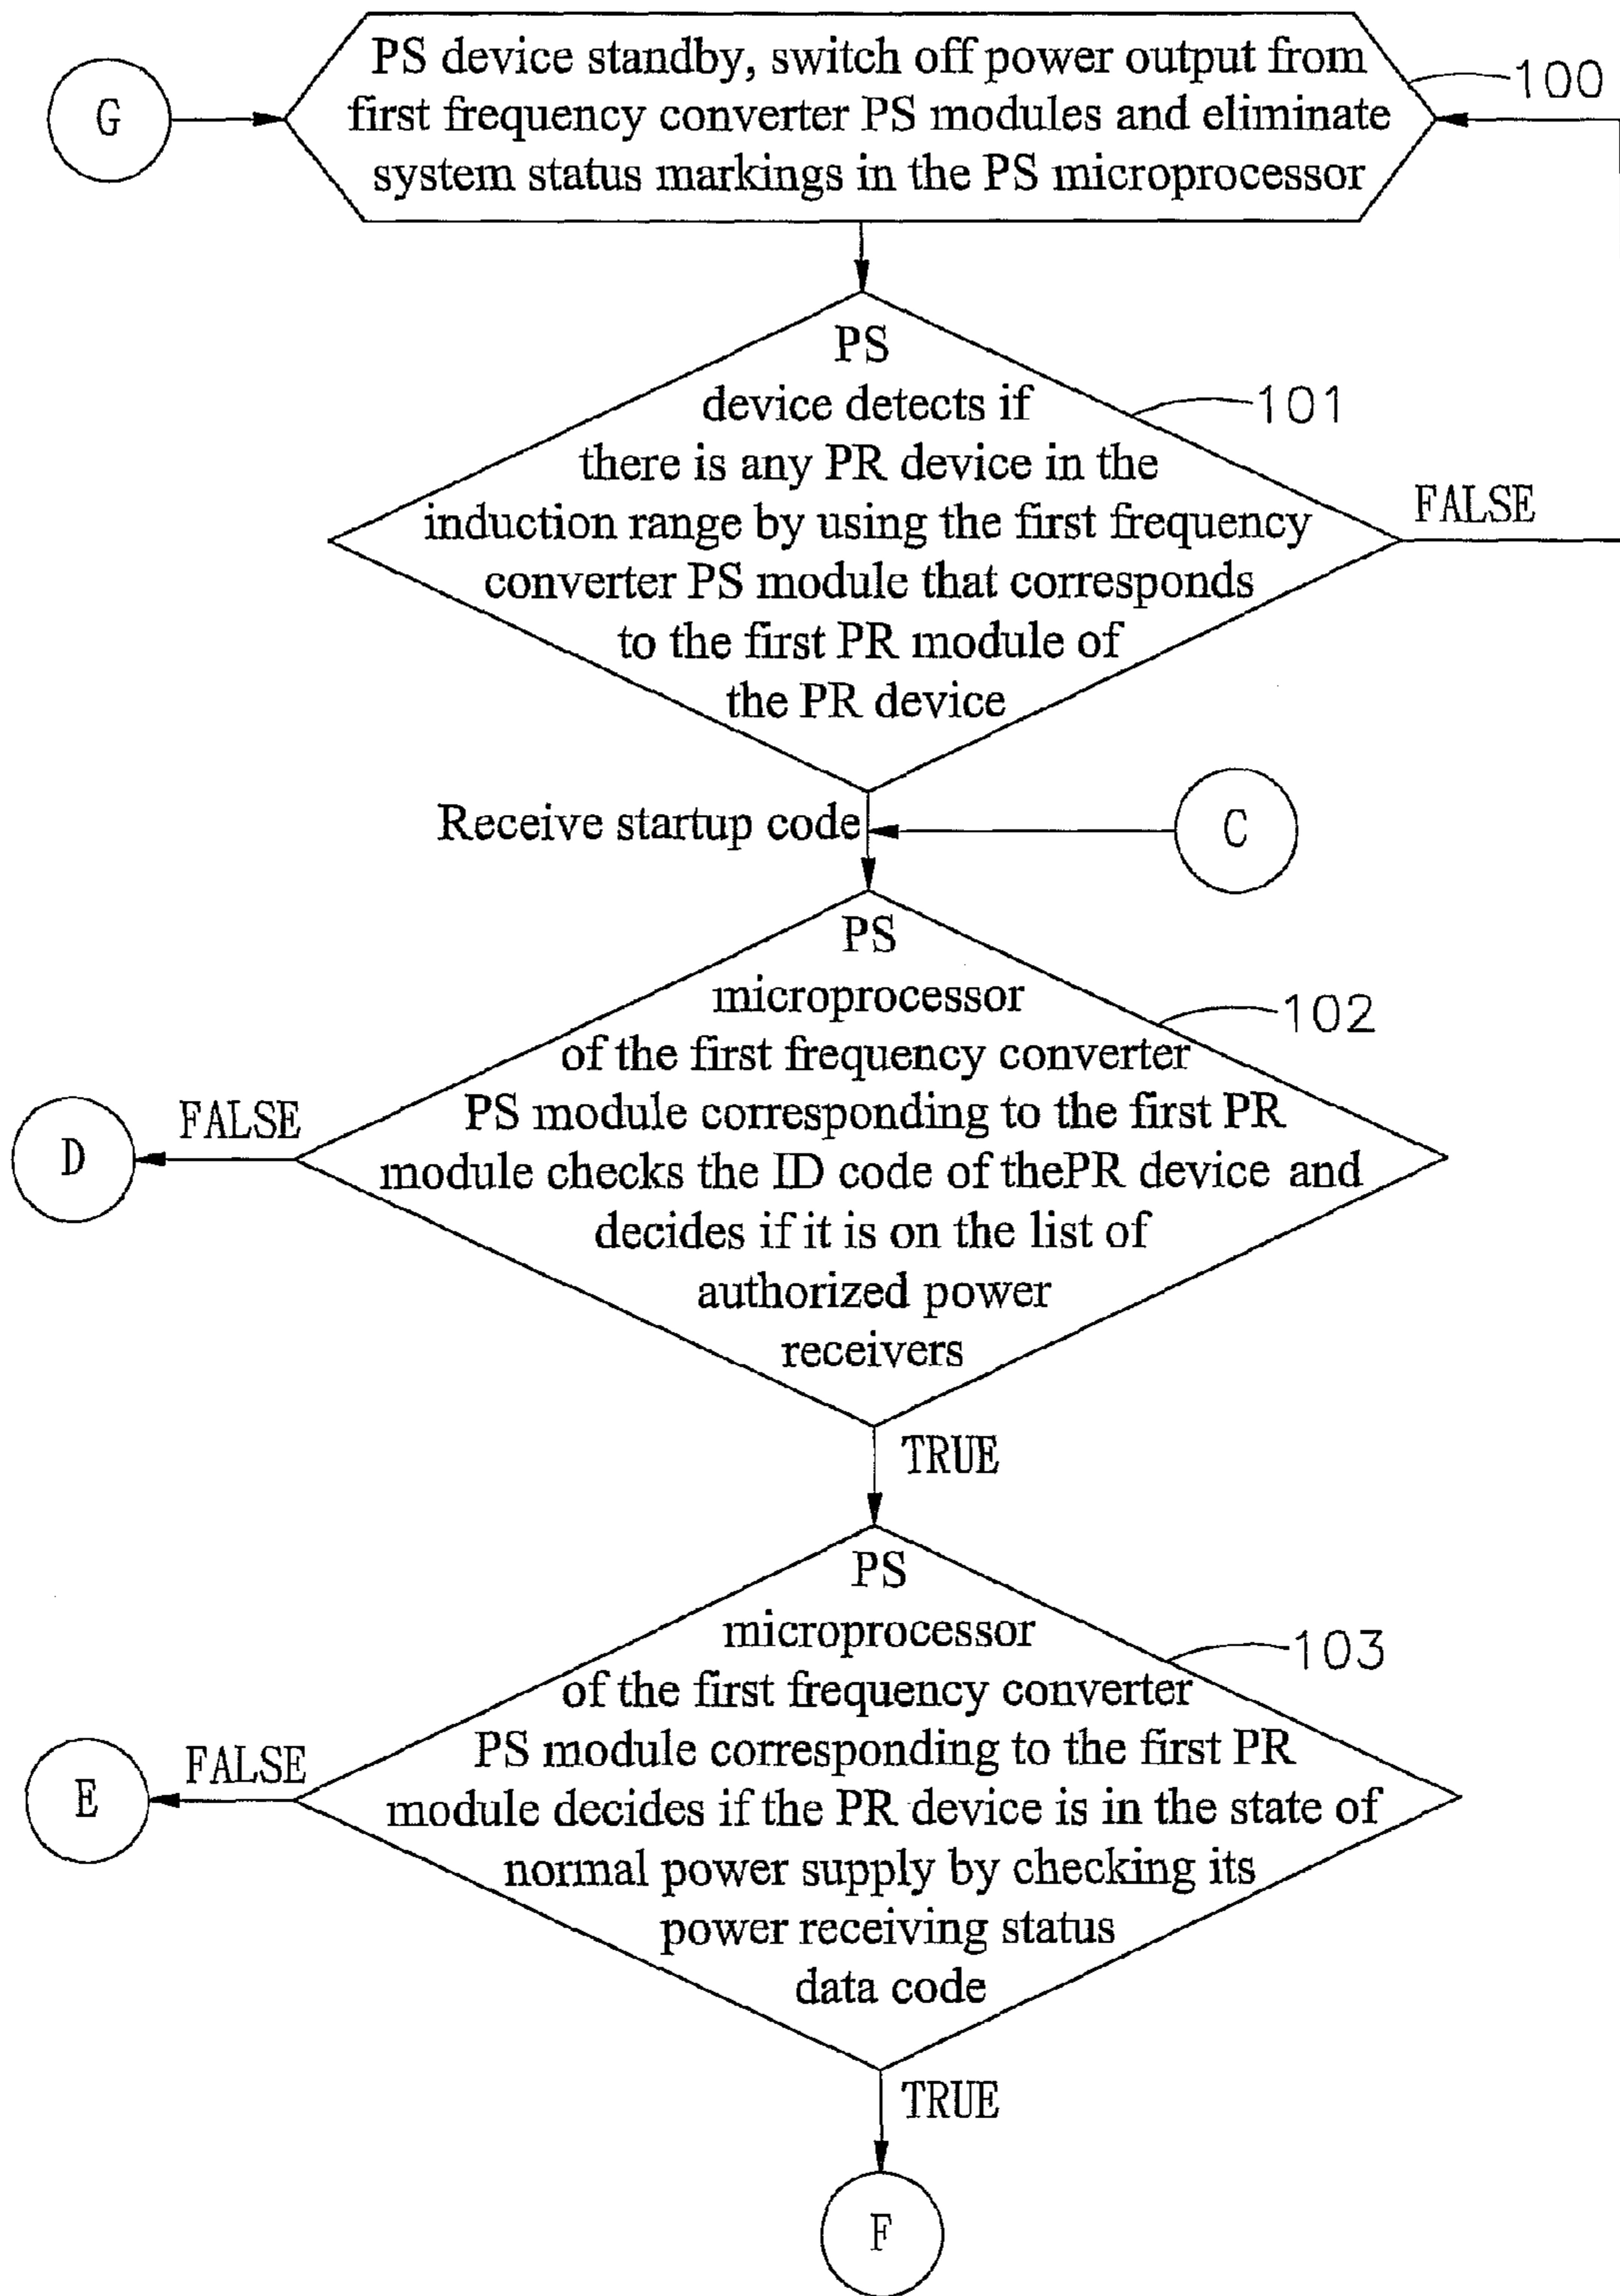 PS device standby, switch off power output from
first frequency converter PS modules and eliminate
system status markings in the PS microprocessor
100
G
PS
device detects if
there is any PR device in the
induction range by using the first frequency
converter PS module that corresponds
to the first PR module of
the PR device
101
FALSE
Receive startup code
C
PS
microprocessor
of the first frequency converter
PS module corresponding to the first PR
module checks the ID code of thePR device and
decides if it is on the list of
authorized power
receivers
102
FALSE
D
TRUE
PS
microprocessor
of the first frequency converter
PS module corresponding to the first PR
module decides if the PR device is in the state of
normal power supply by checking its
power receiving status
data code
103
FALSE
E
TRUE
F